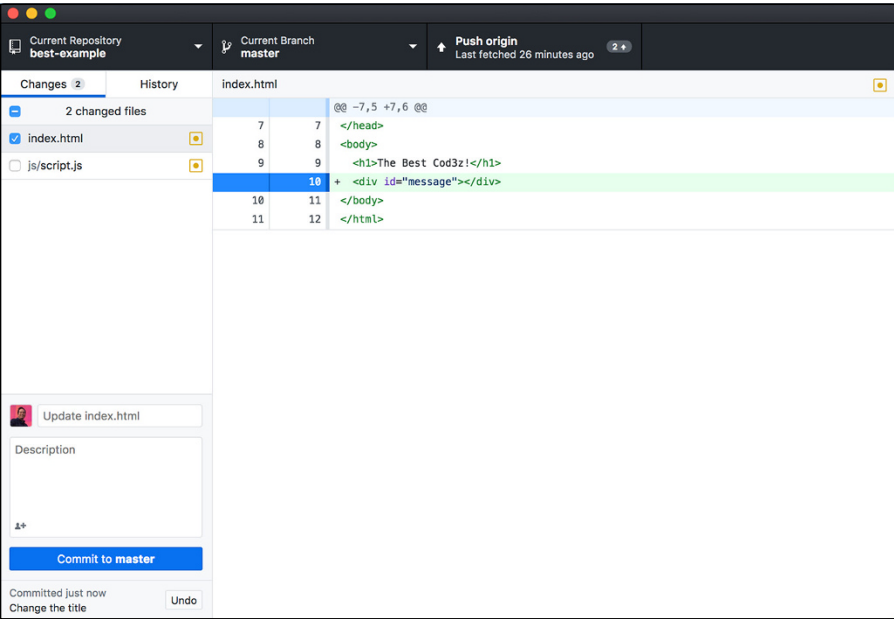 Current Repository
best-example
Current Branch
master
Push origin
Last fetched 26 minutes ago
2
Changes 2
History
index.html
2 changed files
index.html
js/script.js
@@ -7,5 +7,6 @@
7 7 </head>
8 8 <body>
9 9 <h1>The Best Cod3z!</h1>
10 + <div id="message"></div>
10 11 </body>
11 12 </html>
Update index.html
Description
Commit to master
Committed just now
Change the title
Undo